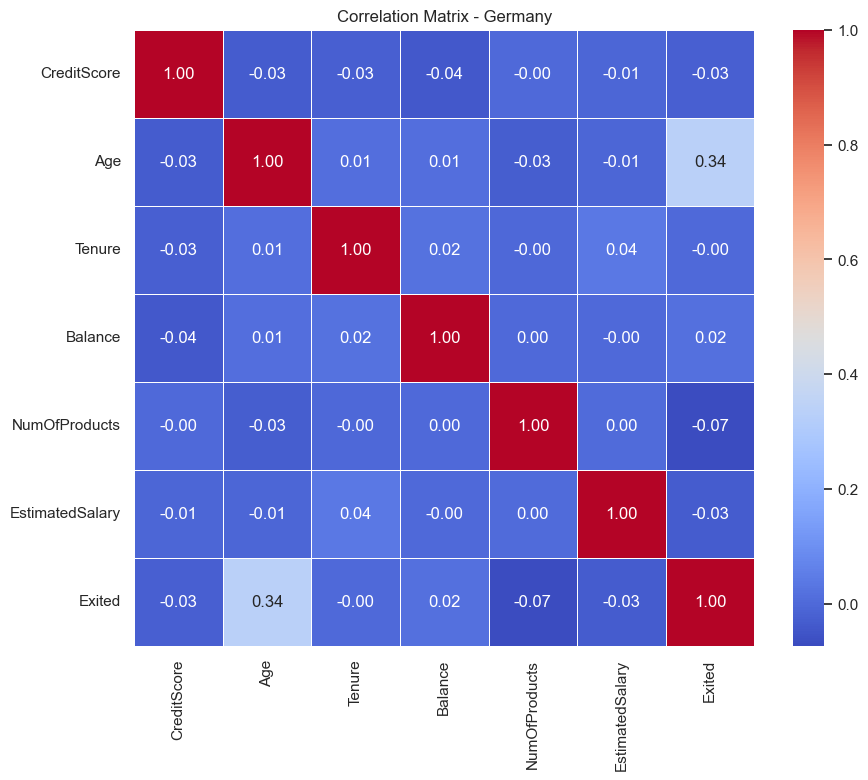 Correlation Matrix - Germany
CreditScore 1.00 -0.03 -0.03 -0.04 -0.00 -0.01 -0.03
Age -0.03 1.00 0.01 0.01 -0.03 -0.01 0.34
Tenure -0.03 0.01 1.00 0.02 -0.00 0.04 -0.00
Balance -0.04 0.01 0.02 1.00 0.00 -0.00 0.02
NumOfProducts -0.00 -0.03 -0.00 0.00 1.00 0.00 -0.07
EstimatedSalary -0.01 -0.01 0.04 -0.00 0.00 1.00 -0.03
Exited -0.03 0.34 -0.00 0.02 -0.07 -0.03 1.00
CreditScore
Age
Tenure
Balance
NumOfProducts
EstimatedSalary
Exited
1.0
0.8
0.6
0.4
0.2
0.0